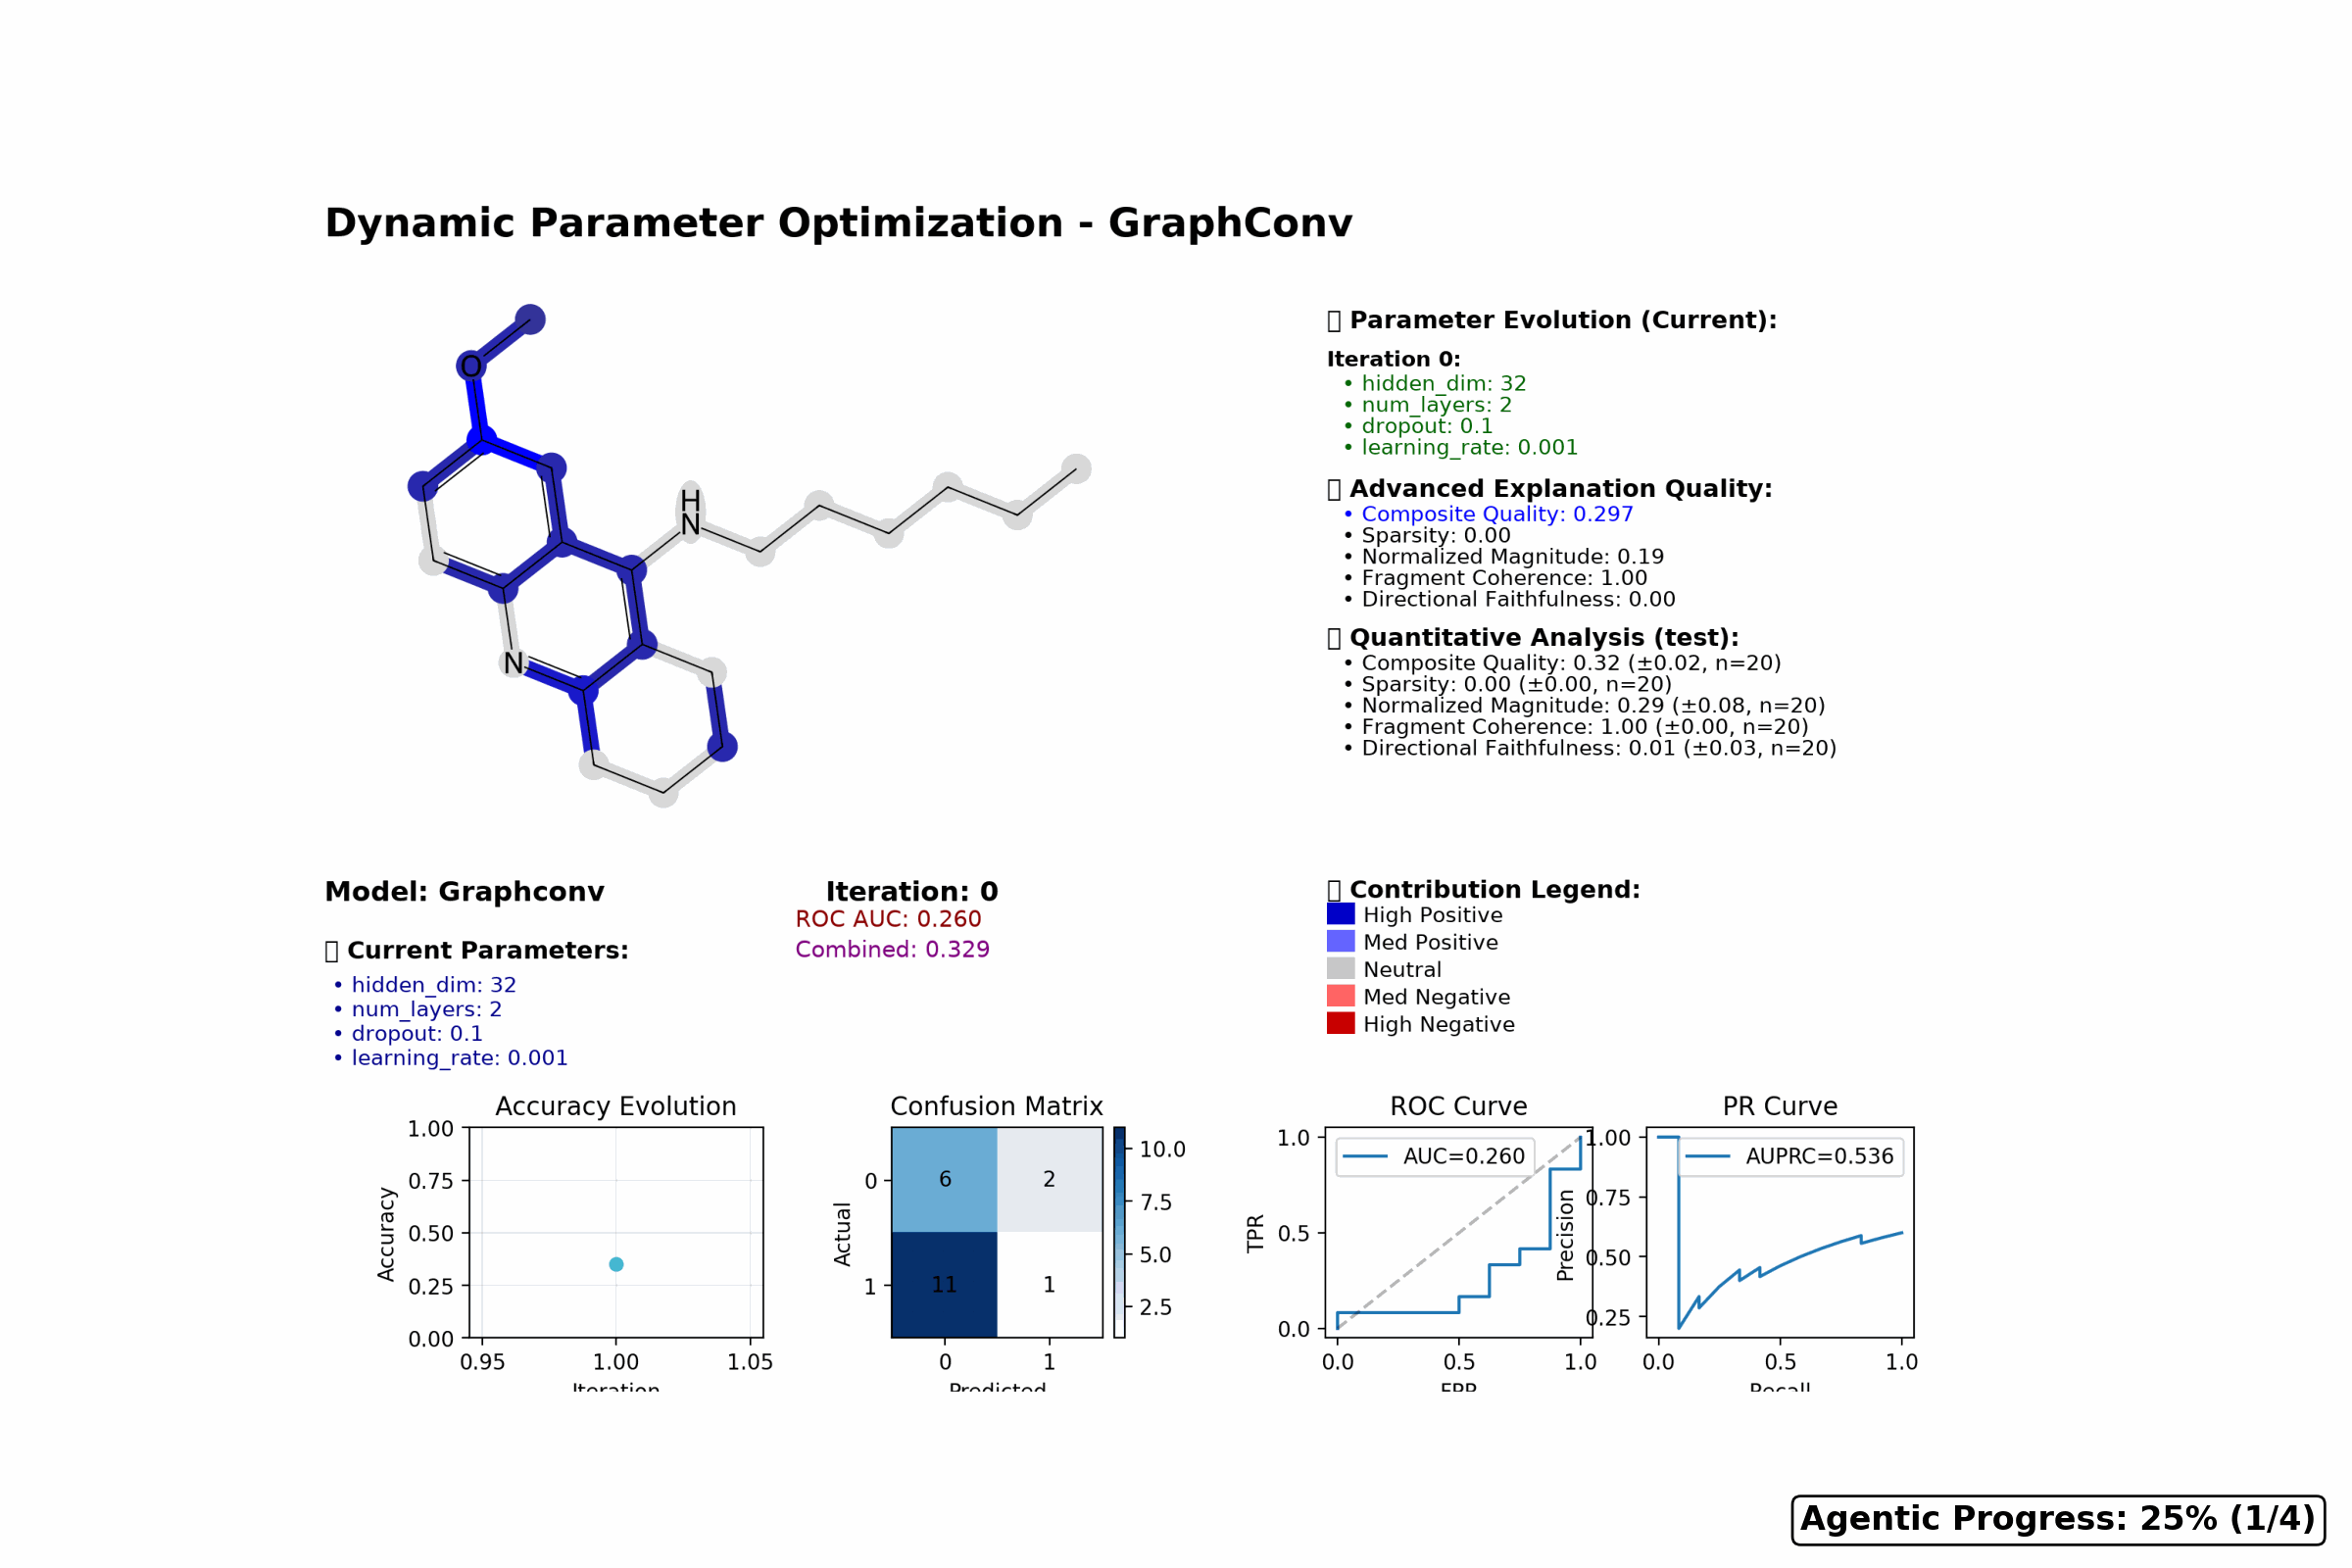 Dynamic Parameter Optimization - GraphConv
O
H
N
N
Parameter Evolution (Current):
Iteration 0:
• hidden_dim: 32
• num_layers: 2
• dropout: 0.1
• learning_rate: 0.001
Advanced Explanation Quality:
• Composite Quality: 0.297
• Sparsity: 0.00
• Normalized Magnitude: 0.19
• Fragment Coherence: 1.00
• Directional Faithfulness: 0.00
Quantitative Analysis (test):
• Composite Quality: 0.32 (±0.02, n=20)
• Sparsity: 0.00 (±0.00, n=20)
• Normalized Magnitude: 0.29 (±0.08, n=20)
• Fragment Coherence: 1.00 (±0.00, n=20)
• Directional Faithfulness: 0.01 (±0.03, n=20)
Model: Graphconv
Iteration: 0
ROC AUC: 0.260
Combined: 0.329
Current Parameters:
• hidden_dim: 32
• num_layers: 2
• dropout: 0.1
• learning_rate: 0.001
Contribution Legend:
High Positive
Med Positive
Neutral
Med Negative
High Negative
Accuracy Evolution
1.00
0.75
0.50
0.25
0.00
Accuracy
0.95
1.00
1.05
Iteration
Confusion Matrix
Actual
0
1
6
2
11
1
0
1
Predicted
10.0
7.5
5.0
2.5
ROC Curve
AUC=0.260
TPR
1.0
0.5
0.0
0.0
0.5
1.0
FPR
PR Curve
AUPRC=0.536
Precision
1.00
0.75
0.50
0.25
0.0
0.5
1.0
Recall
Agentic Progress: 25% (1/4)